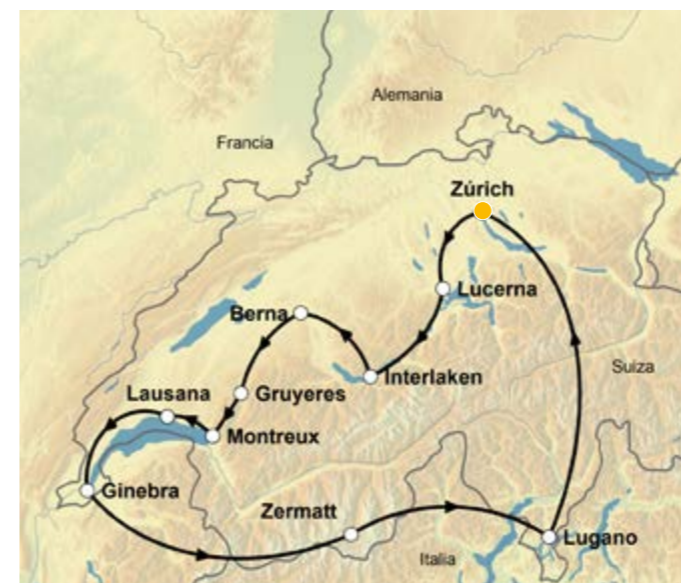 Alemania
Francia
Zúrich
Lucerna
Berna
Suiza
Interlaken
Lausana
Gruyeres
Montreux
Ginebra
Zermatt
Lugano
Italia